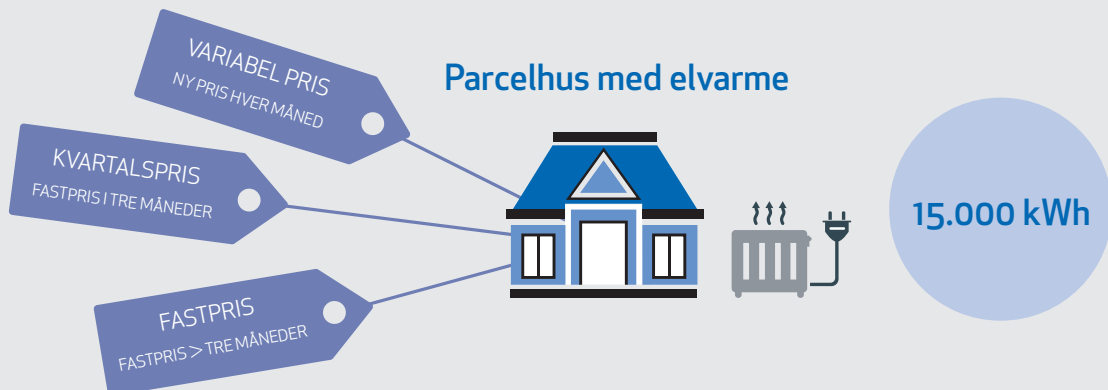 VARIABEL PRIS
NY PRIS HVER MÅNED
Parcelhus med elvarme
KVARTALSPRIS
FASTPRIS I TRE MÅNEDER
15.000 kWh
FASTPRIS
FASTPRIS > TRE MÅNEDER